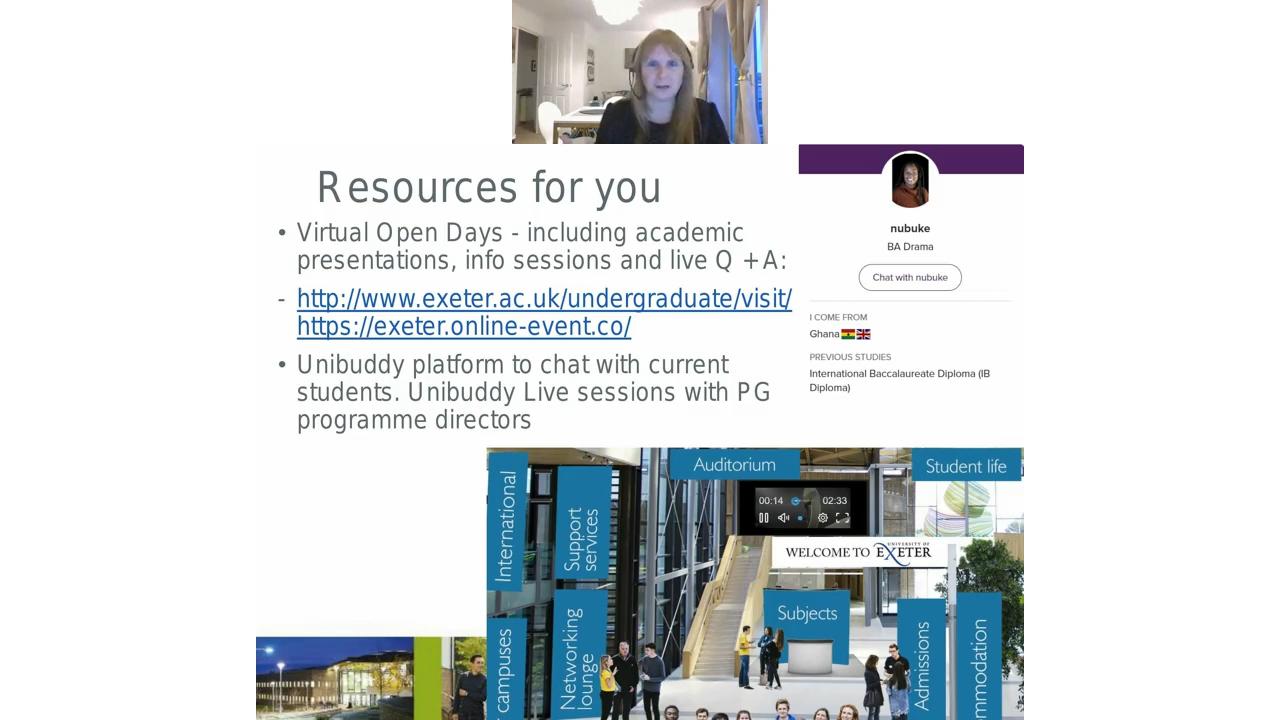 Resources for you
• Virtual Open Days - including academic
presentations, info sessions and live Q + A:
- http://www.exeter.ac.uk/undergraduate/visit/
https://exeter.online-event.co/
• Unibuddy platform to chat with current
students. Unibuddy Live sessions with PG
programme directors
nubuke
BA Drama
Chat with nubuke
I COME FROM
Ghana
PREVIOUS STUDIES
International Baccalaureate Diploma (IB
Diploma)
International
Support
services
Auditorium
Student life
00:14 02:33
WELCOME TO UNIVERSITY OF EXETER
Subjects
campuses
Networking
lounge
Admissions
mmodation